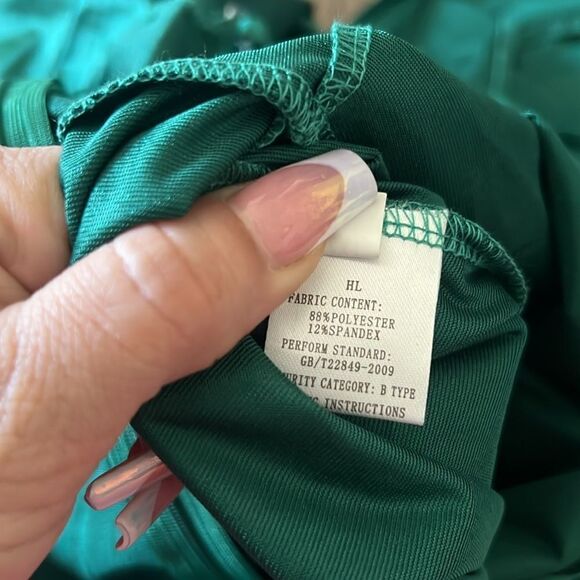 HL
FABRIC CONTENT:
88%POLYESTER
12%SPANDEX
PERFORM STANDARD:
GB/T22849-2009
CATEGORY: B TYPE
INSTRUCTIONS